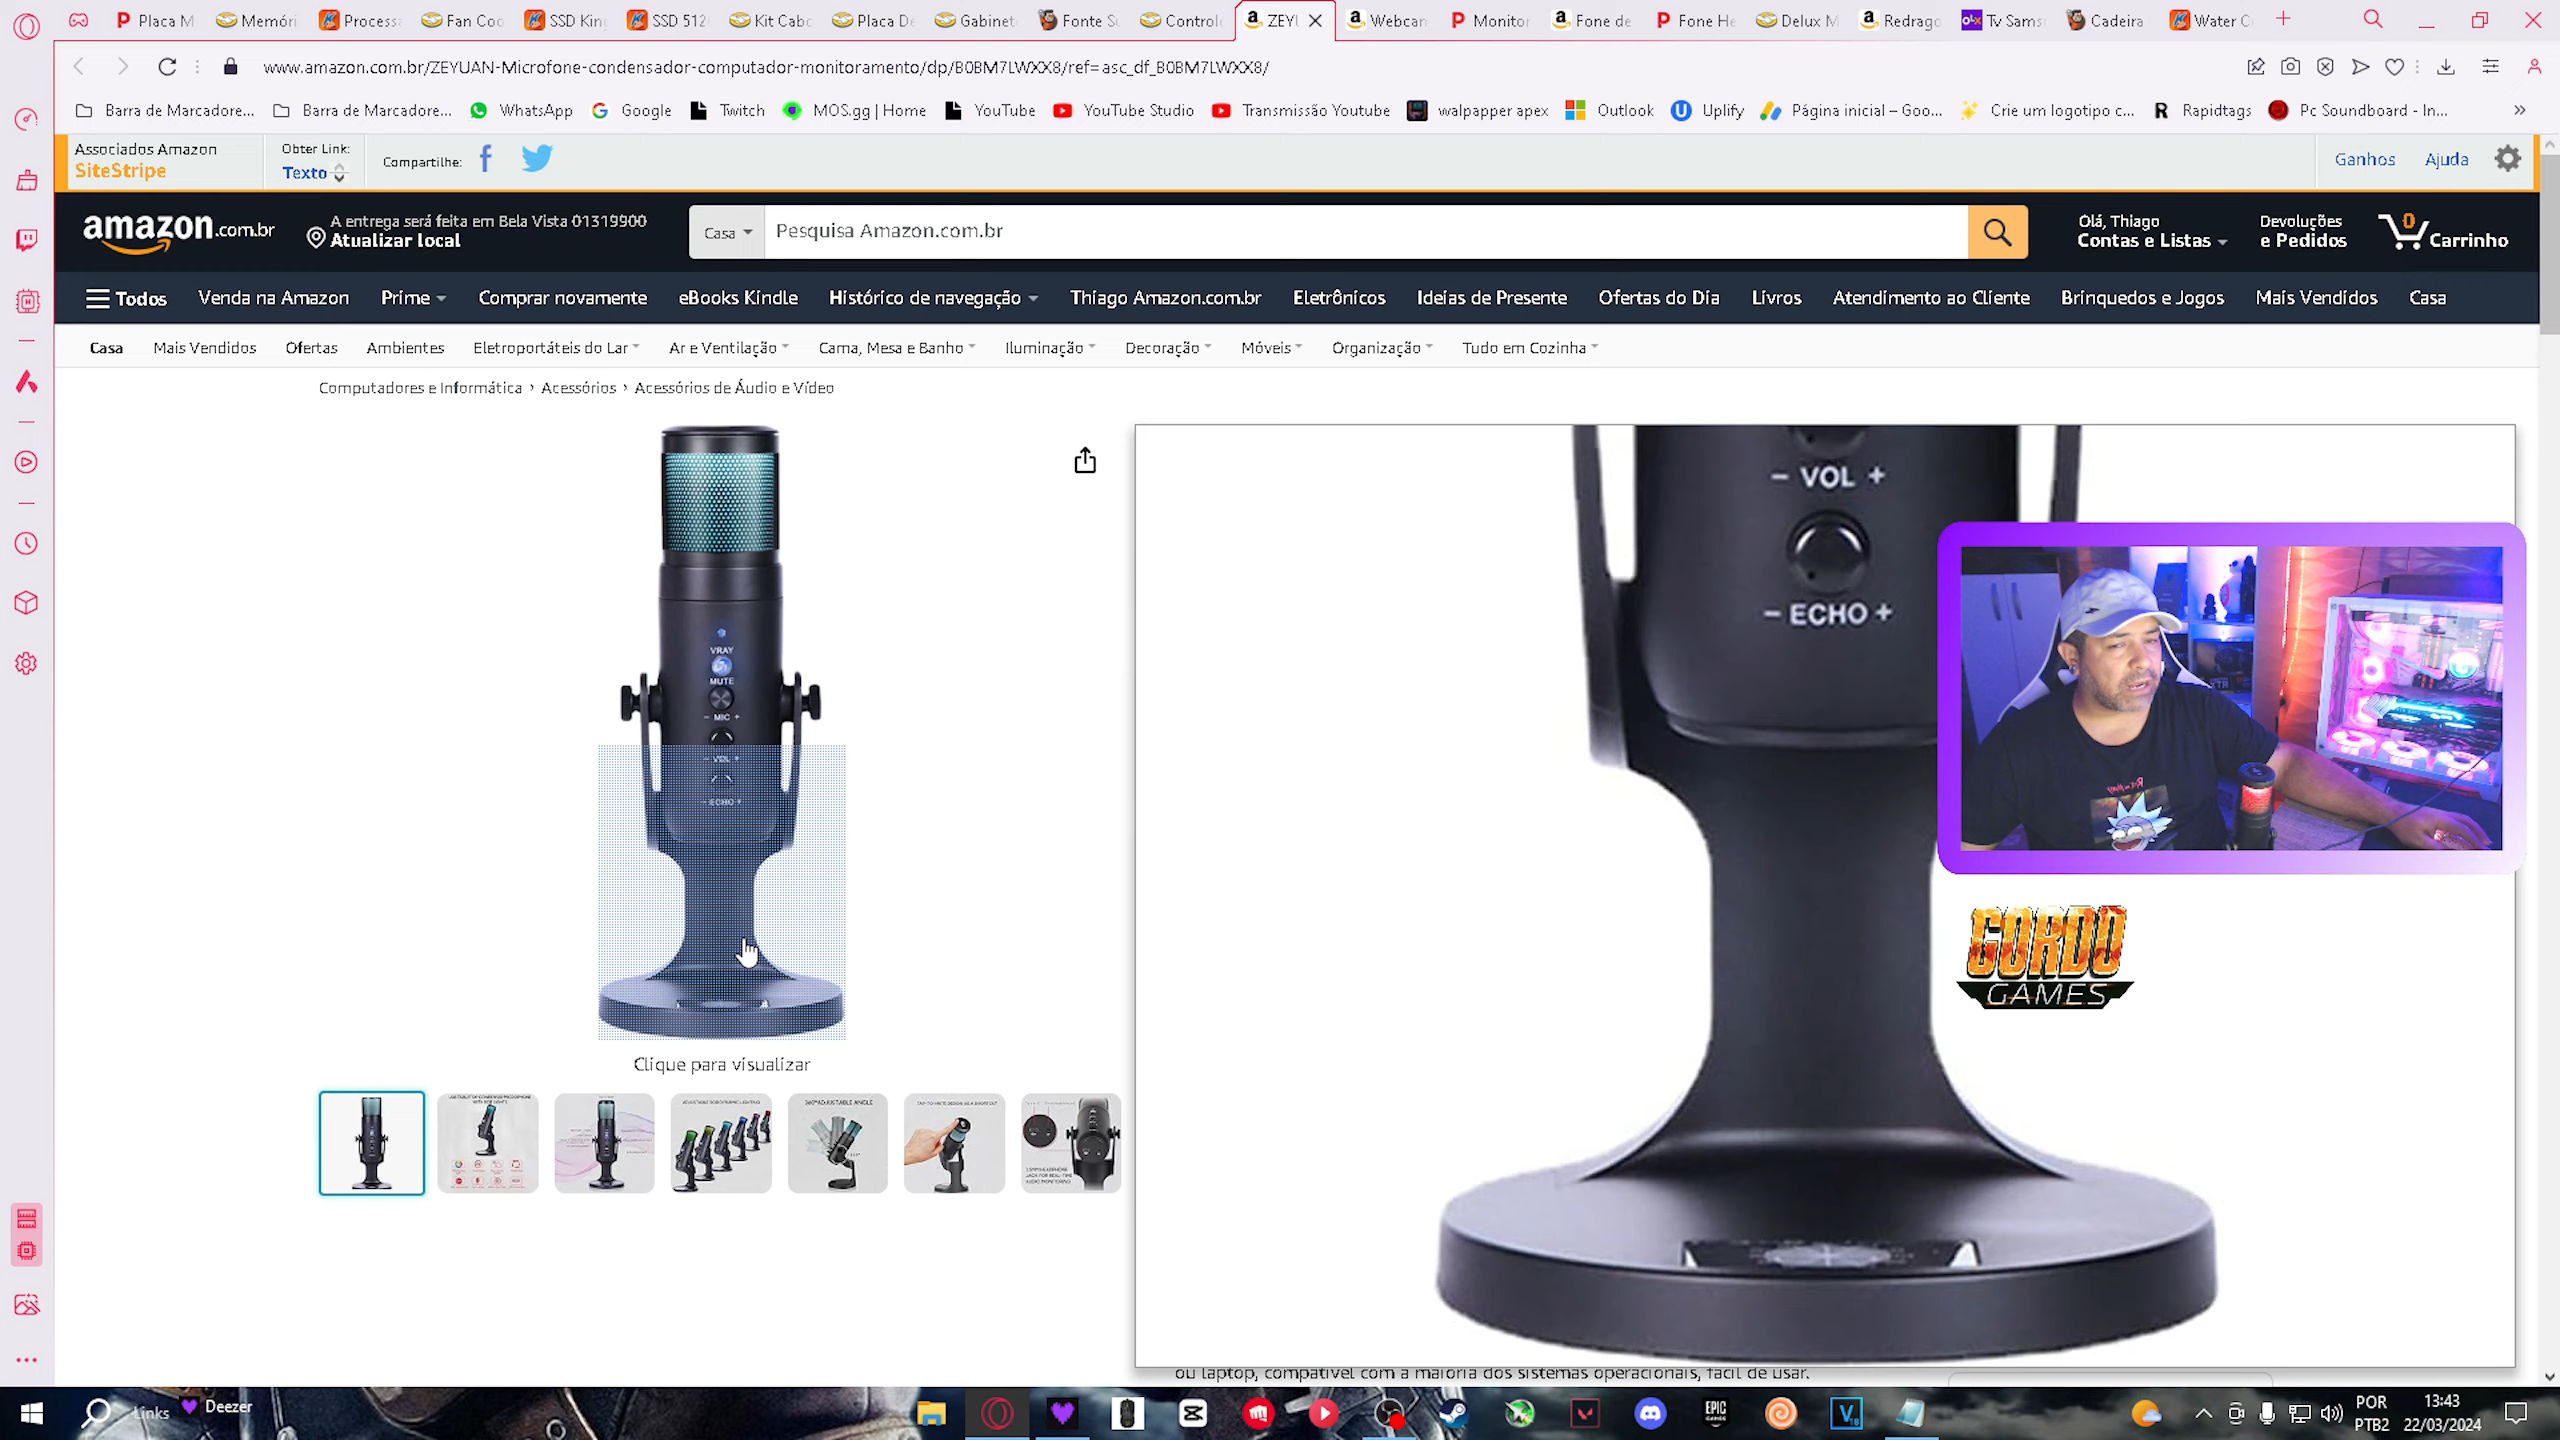 Placa M
Memóri
Process
Fan Coo
SSD Kin
SSD 512
Kit Cabo
Placa De
Gabinet
Fonte S
Control
ZEYU
Webcan
Monitor
Fone de
Fone He
Delux M
Redrago
Tv Sams
Cadeira
Water C
www.amazon.com.br/ZEYUAN-Microfone-condensador-computador-monitoramento/dp/B0BM7LWXX8/ref=asc_df_B0BM7LWXX8/
Barra de Marcadore...
Barra de Marcadore...
WhatsApp
Google
Twitch
MOS.gg | Home
YouTube
YouTube Studio
Transmissão Youtube
walpapper apex
Outlook
Uplify
Página inicial – Goo...
Crie um logotipo c...
Rapidtags
Pc Soundboard - In...
Associados Amazon
SiteStripe
Obter Link:
Texto
Compartilhe:
Ganhos
Ajuda
amazon.com.br
A entrega será feita em Bela Vista 01319900
Atualizar local
Casa
Pesquisa Amazon.com.br
Olá, Thiago
Contas e Listas
Devoluções
e Pedidos
0
Carrinho
Todos
Venda na Amazon
Prime
Comprar novamente
eBooks Kindle
Histórico de navegação
Thiago Amazon.com.br
Eletrônicos
Ideias de Presente
Ofertas do Dia
Livros
Atendimento ao Cliente
Brinquedos e Jogos
Mais Vendidos
Casa
Casa
Mais Vendidos
Ofertas
Ambientes
Eletroportáteis do Lar
Ar e Ventilação
Cama, Mesa e Banho
Iluminação
Decoração
Móveis
Organização
Tudo em Cozinha
Computadores e Informática › Acessórios › Acessórios de Áudio e Vídeo
VRAY
MUTE
- MIC +
- VOL +
- ECHO +
- VOL +
- ECHO +
GORDO
GAMES
Clique para visualizar
360°ADJUSTABLE ANGLE
ou laptop, compatível com a maioria dos sistemas operacionais, fácil de usar.
Links
Deezer
EPIC
GAMES
POR
PTB2
13:43
22/03/2024